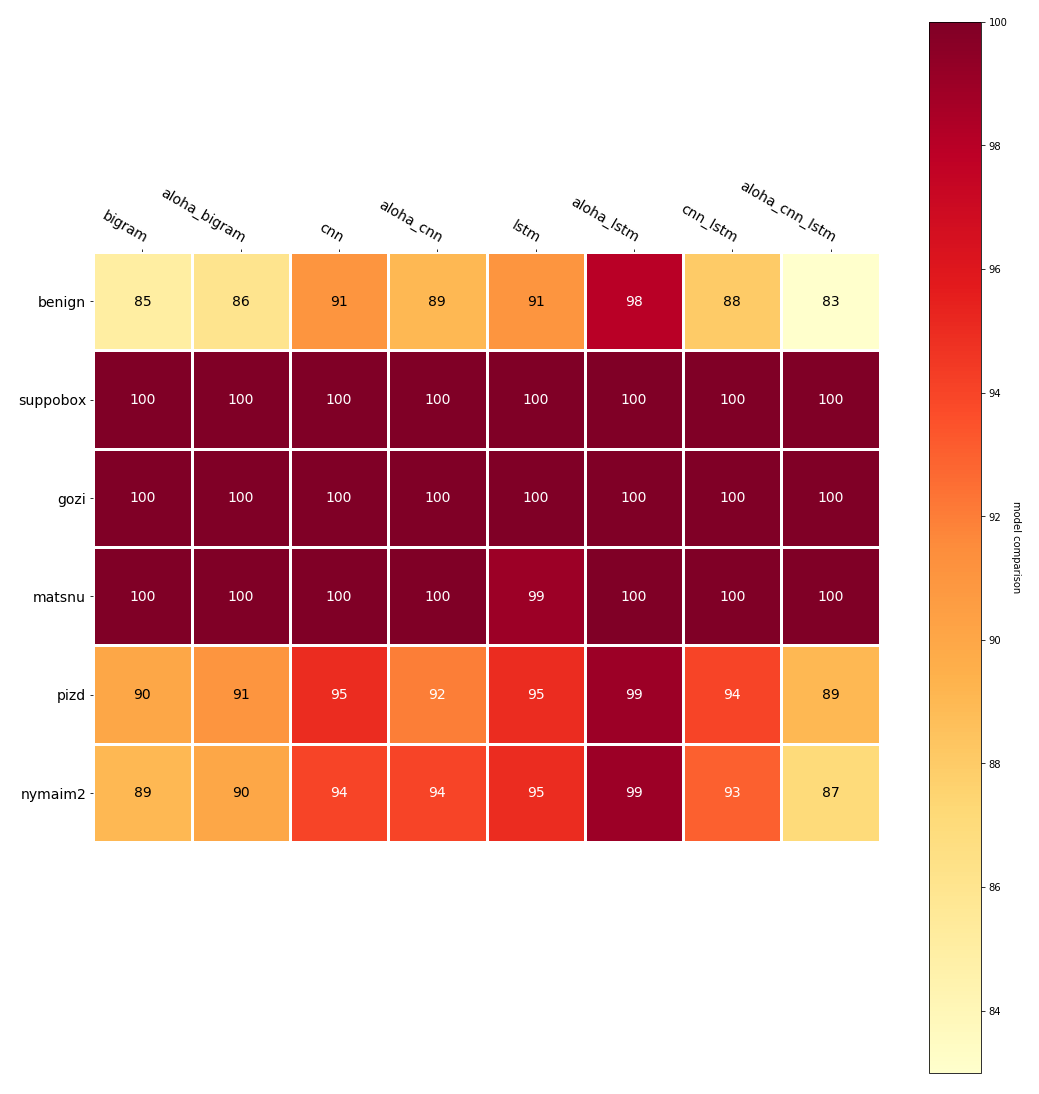 bigram aloha_bigram cnn aloha_cnn lstm aloha_lstm cnn_lstm aloha_cnn_lstm
benign 85 86 91 89 91 98 88 83
suppobox 100 100 100 100 100 100 100 100
gozi 100 100 100 100 100 100 100 100
matsnu 100 100 100 100 99 100 100 100
pizd 90 91 95 92 95 99 94 89
nymaim2 89 90 94 94 95 99 93 87
100
98
96
94
92
90
88
86
84
model comparison